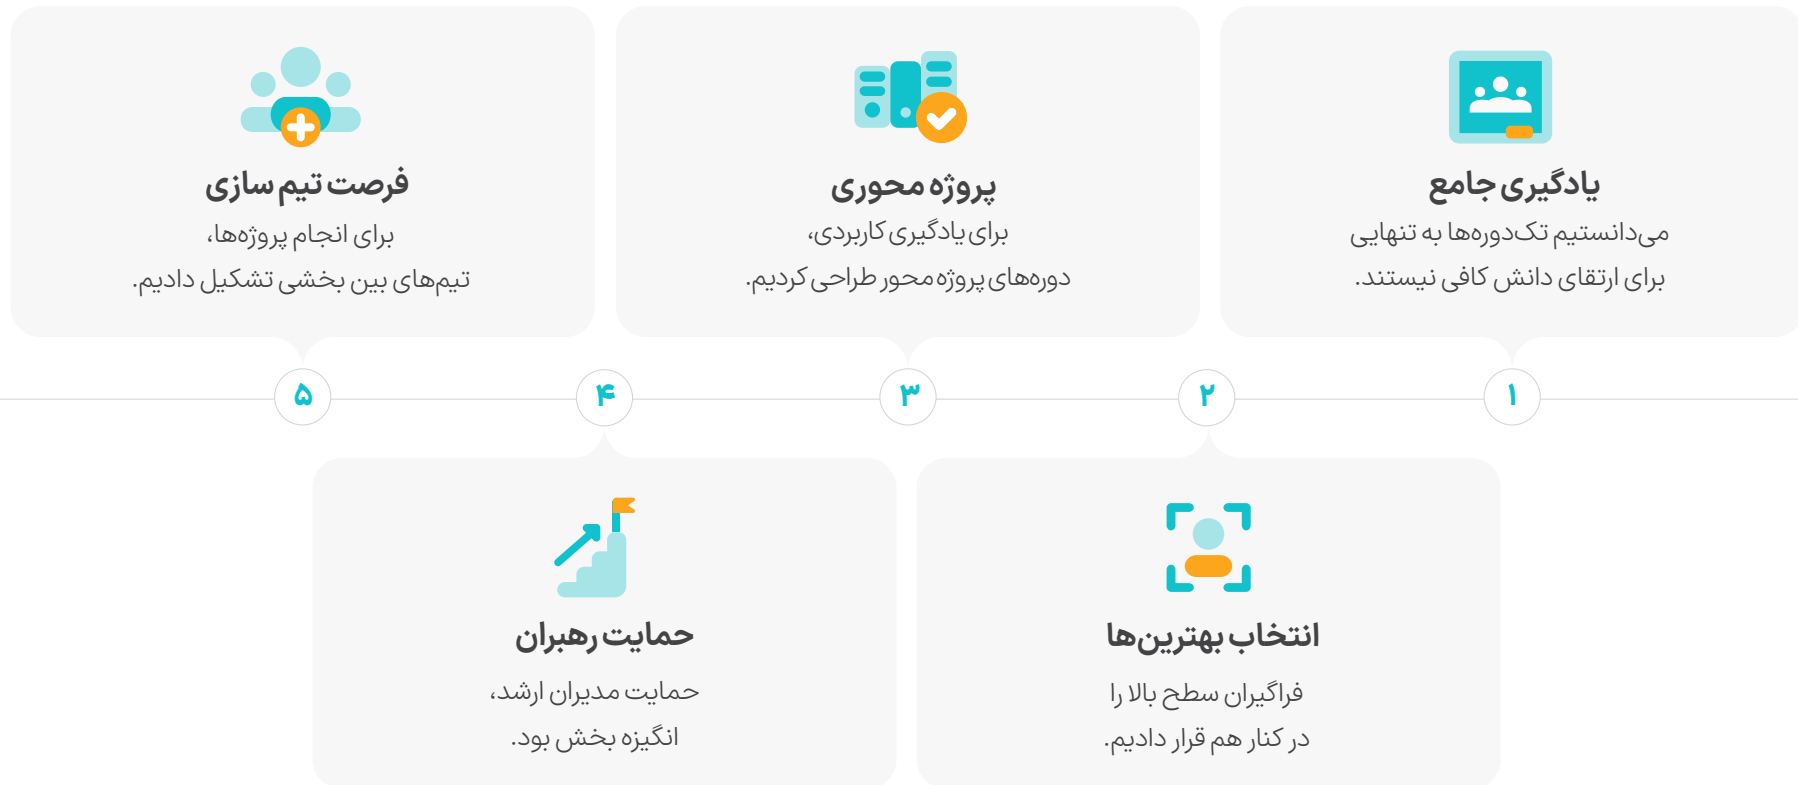 یادگیری جامع
می‌دانستیم تک‌دوره‌ها به تنهایی
برای ارتقای دانش کافی نیستند.
۱
۲
انتخاب بهترین‌ها
فراگیران سطح بالا را
در کنار هم قرار دادیم.
پروژه محوری
برای یادگیری کاربردی،
دوره‌های پروژه محور طراحی کردیم.
۳
۴
حمایت رهبران
حمایت مدیران ارشد،
انگیزه بخش بود.
فرصت تیم سازی
برای انجام پروژه‌ها،
تیم‌های بین بخشی تشکیل دادیم.
۵